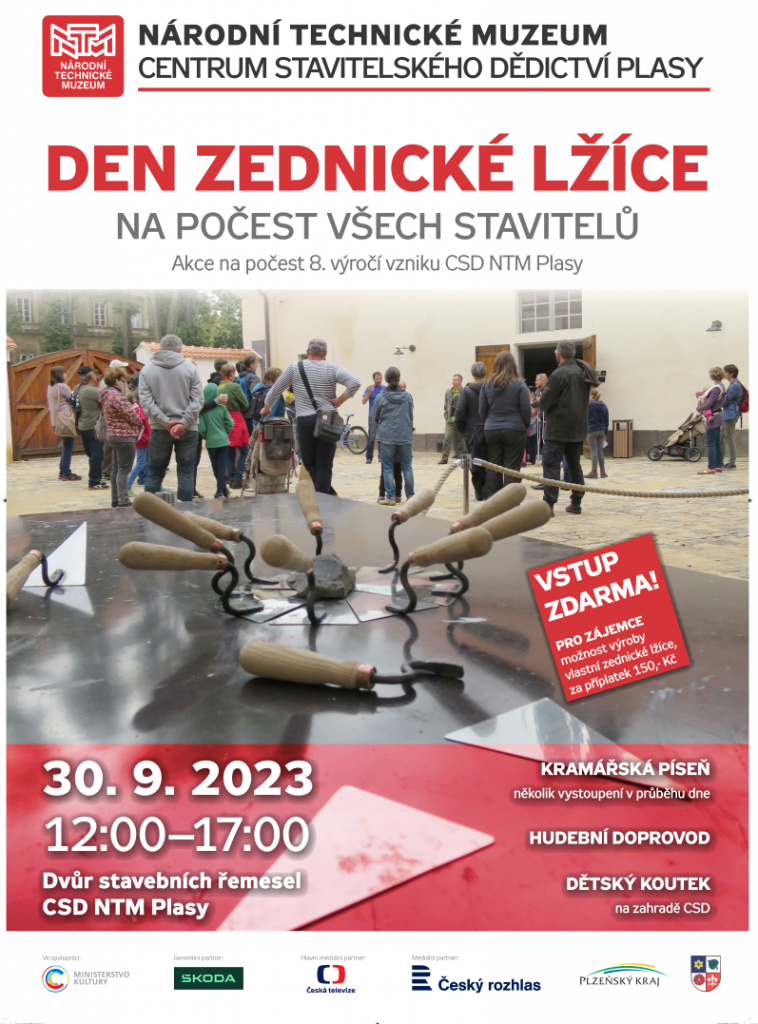 NTM
NÁRODNÍ
TECHNICKÉ
MUZEUM
NÁRODNÍ TECHNICKÉ MUZEUM
CENTRUM STAVITELSKÉHO DĚDICTVÍ PLASY
DEN ZEDNICKÉ LŽÍCE
NA POČEST VŠECH STAVITELŮ
Akce na počest 8. výročí vzniku CSD NTM Plasy
VSTUP
ZDARMA!
PRO ZÁJEMCE
možnost výroby
vlastní zednické lžíce,
za příplatek 150,- Kč
30. 9. 2023
12:00–17:00
Dvůr stavebních řemesel
CSD NTM Plasy
KRAMÁŘSKÁ PÍSEŇ
několik vystoupení v průběhu dne
HUDEBNÍ DOPROVOD
DĚTSKÝ KOUTEK
na zahradě CSD
Ve spolupráci:
MINISTERSTVO
KULTURY
Generální partner:
ŠKODA
Hlavní mediální partner:
Česká televize
Mediální partner:
Český rozhlas
PLZEŇSKÝ KRAJ